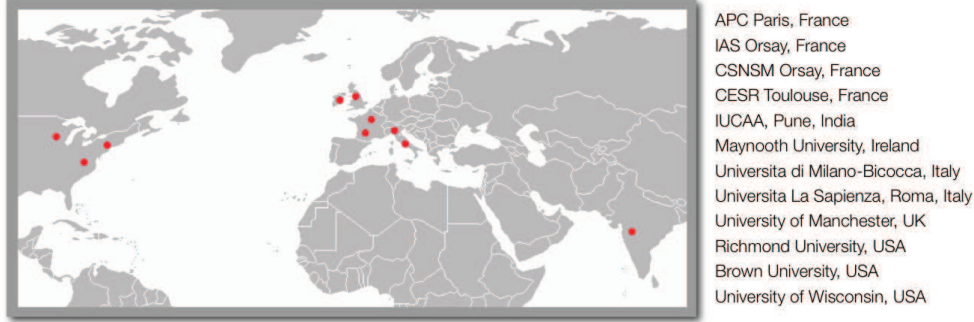 APC Paris, France
IAS Orsay, France
CSNSM Orsay, France
CESR Toulouse, France
IUCAA, Pune, India
Maynooth University, Ireland
Universita di Milano-Bicocca, Italy
Universita La Sapienza, Roma, Italy
University of Manchester, UK
Richmond University, USA
Brown University, USA
University of Wisconsin, USA